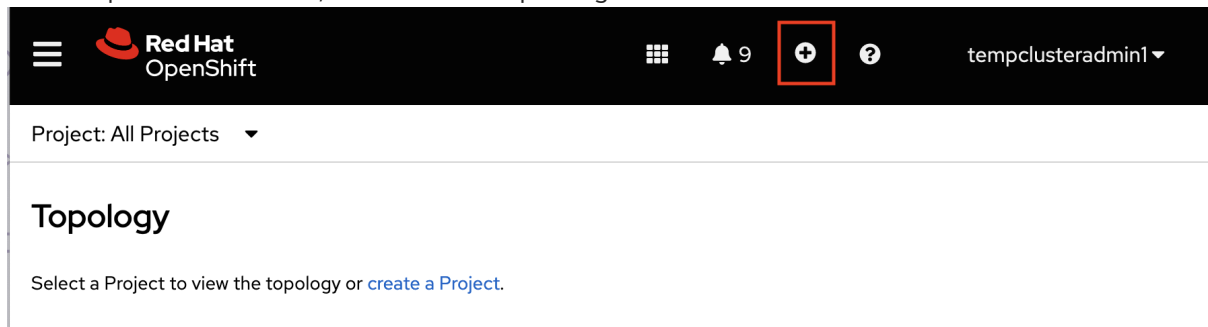 Red Hat
OpenShift
9
tempclusteradmin1
Project: All Projects
Topology
Select a Project to view the topology or create a Project.